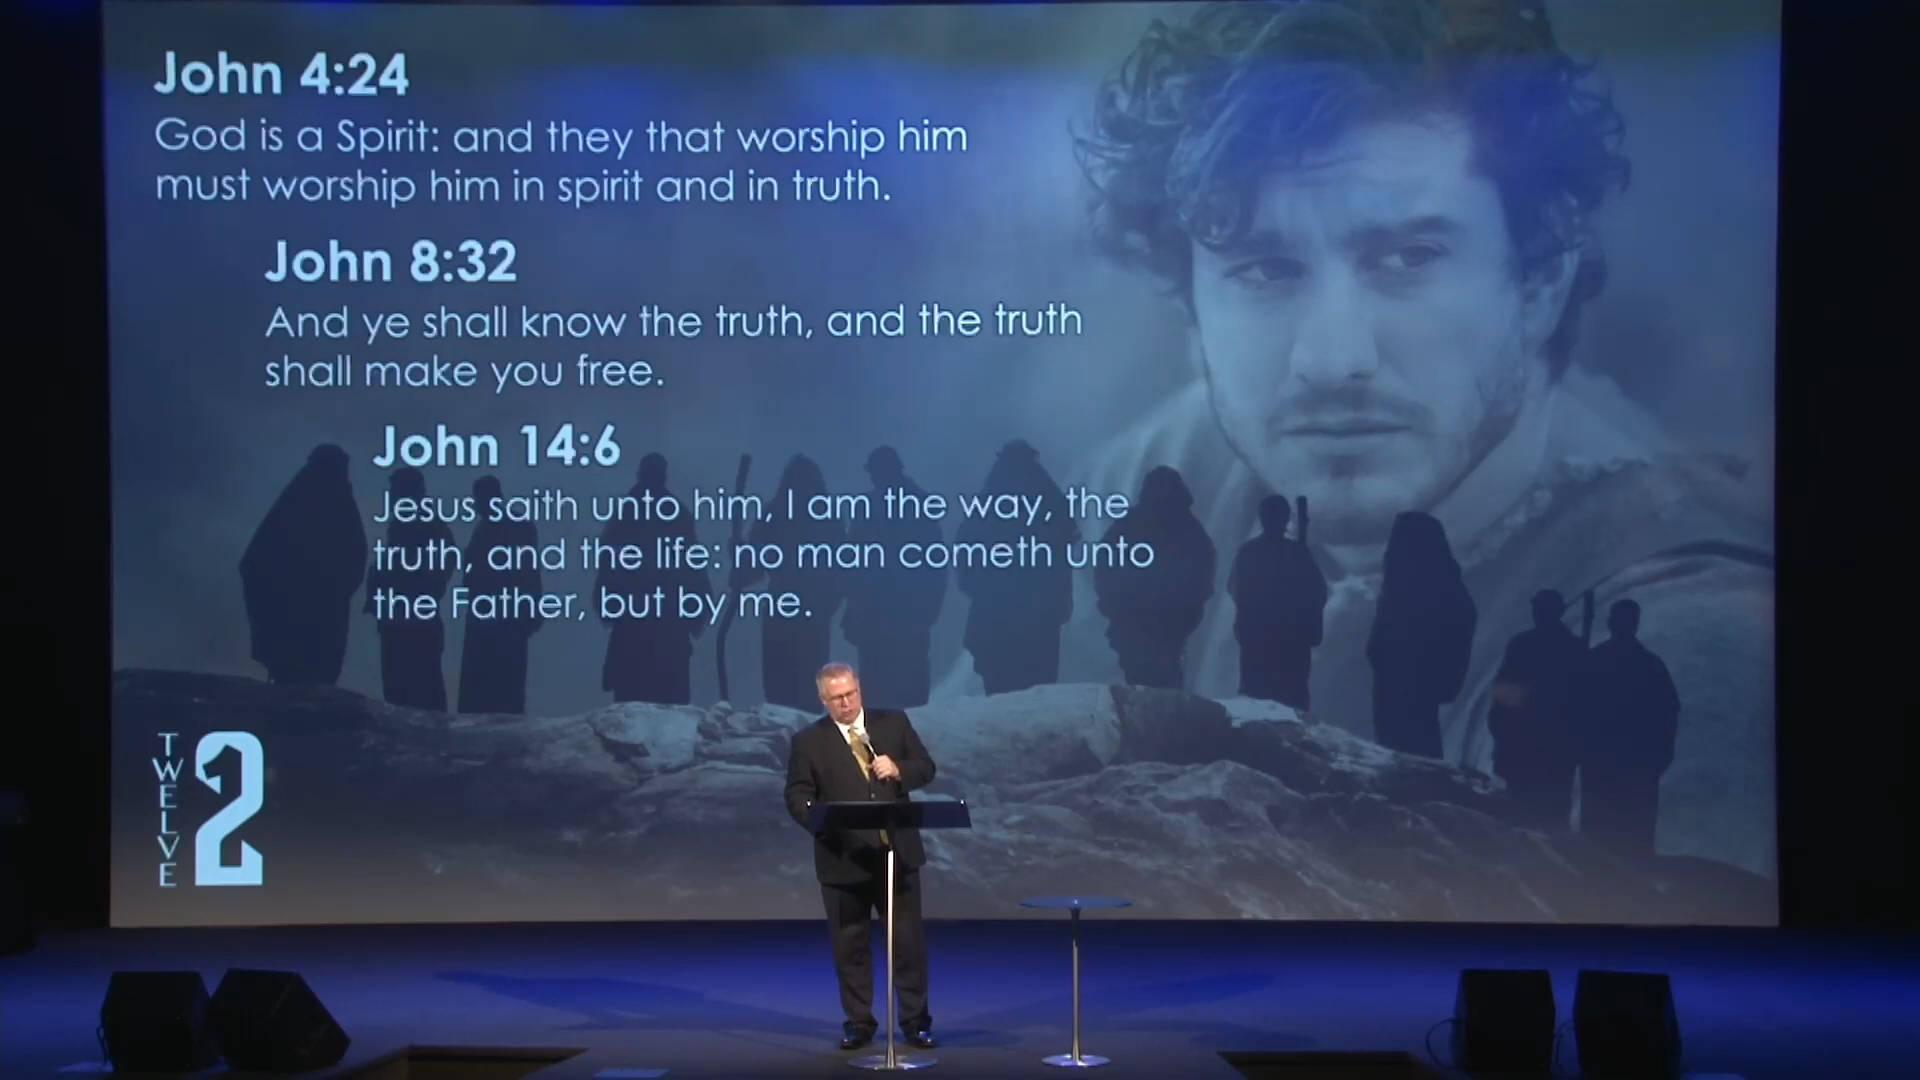 John 4:24
God is a Spirit: and they that worship him
must worship him in spirit and in truth.
John 8:32
And ye shall know the truth, and the truth
shall make you free.
John 14:6
Jesus saith unto him, I am the way, the
truth, and the life: no man cometh unto
the Father, but by me.
TWELVE
12